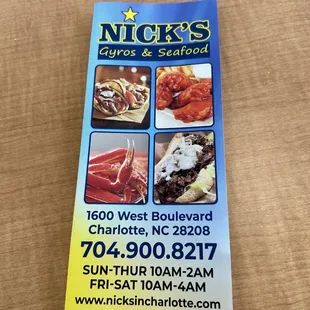 NICK'S
Gyros & Seafood
1600 West Boulevard
Charlotte, NC 28208
704.900.8217
SUN-THUR 10AM-2AM
FRI-SAT 10AM-4AM
www.nicksincharlotte.com